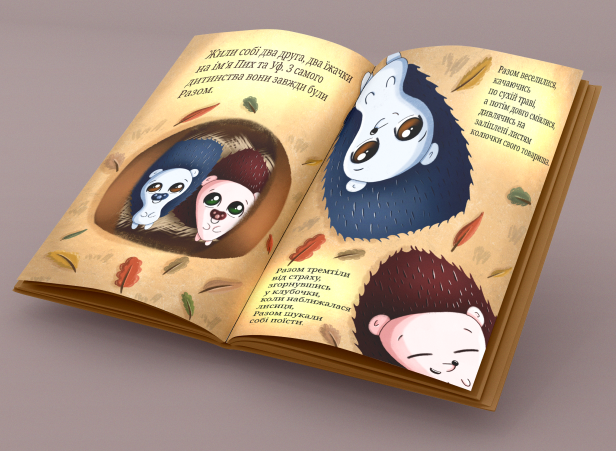 Жили собі два друга, два їжачки
на ім'я Пих та Уф. З самого
дитинства вони завжди були
Разом.
Разом веселилися,
качаючись
по сухій траві,
а потім довго сміялися,
дивлячись на
заліплені листям
колючки свого товариша.
Разом тремтіли
від страху,
згорнувшись
у клубочки,
коли наближалася
лисиця.
Разом шукали
собі поїсти.